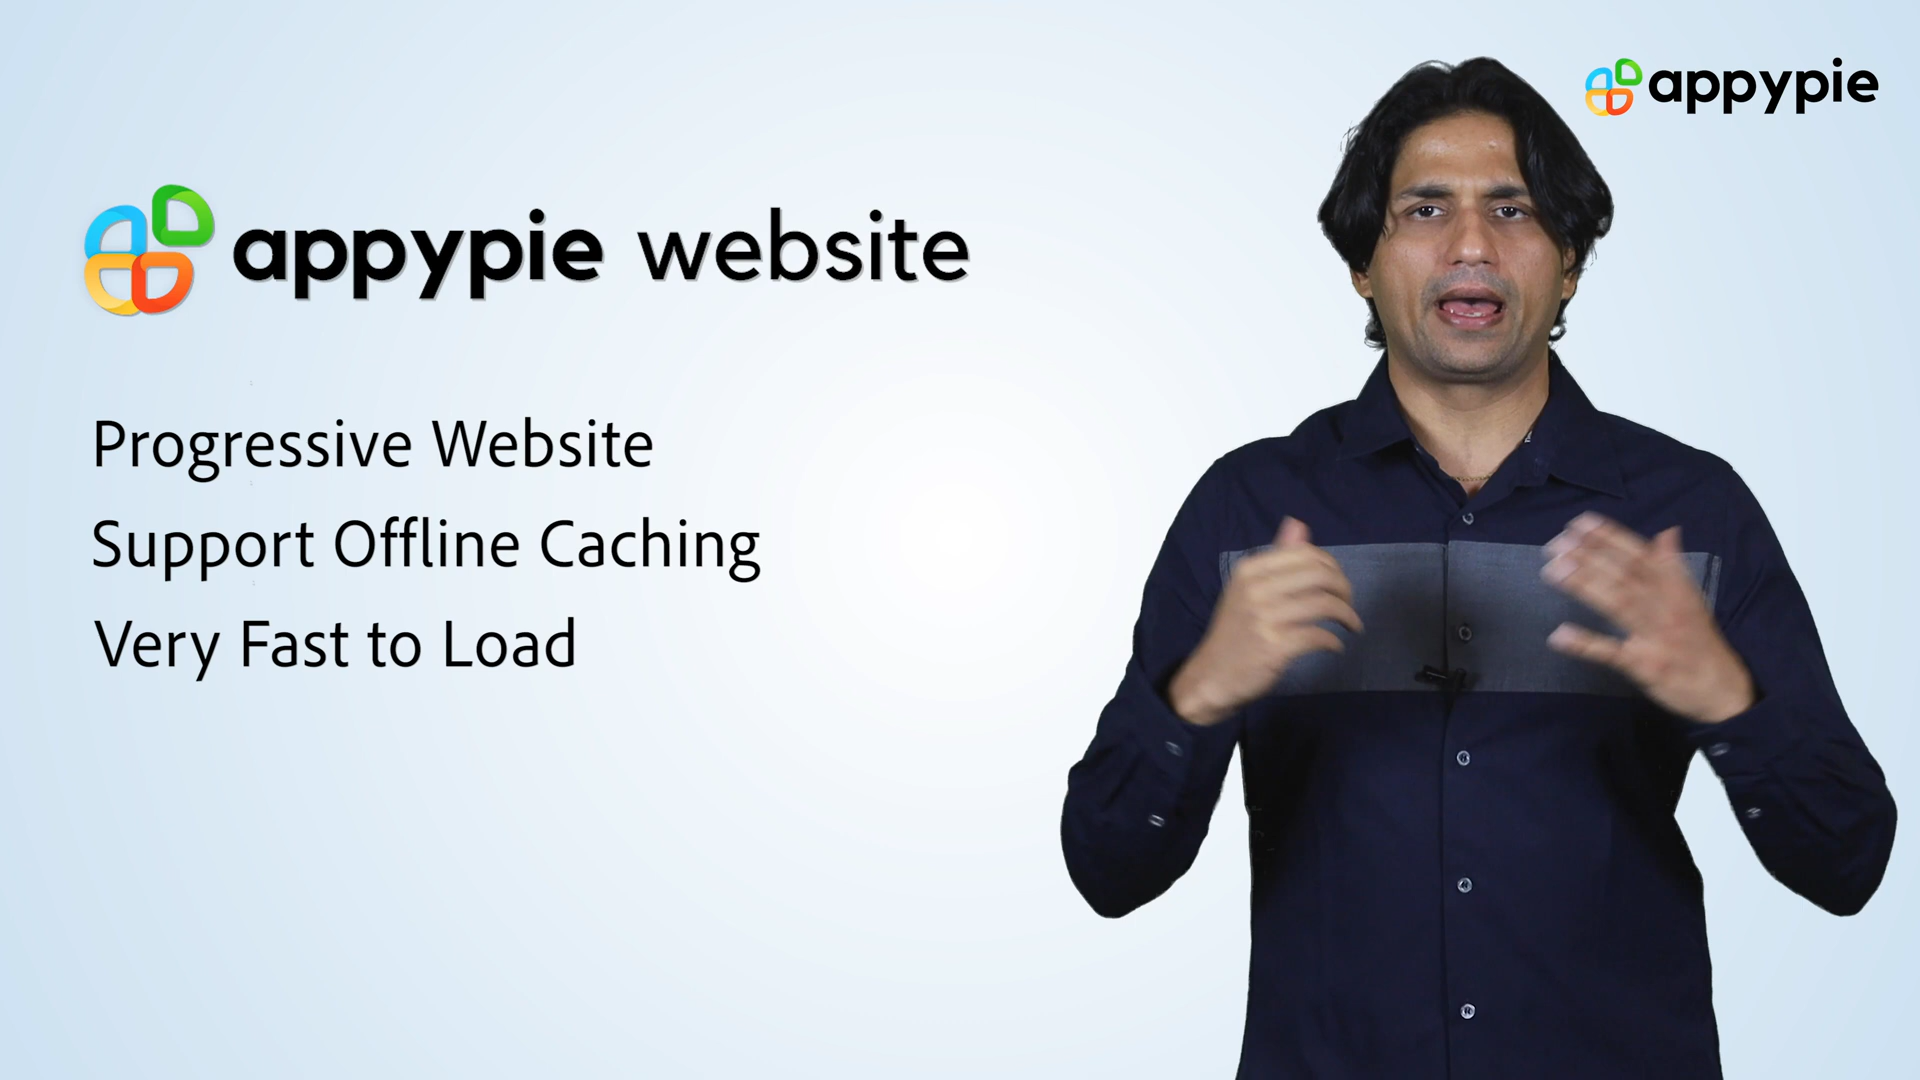 appypie
appypie website
Progressive Website
Support Offline Caching
Very Fast to Load